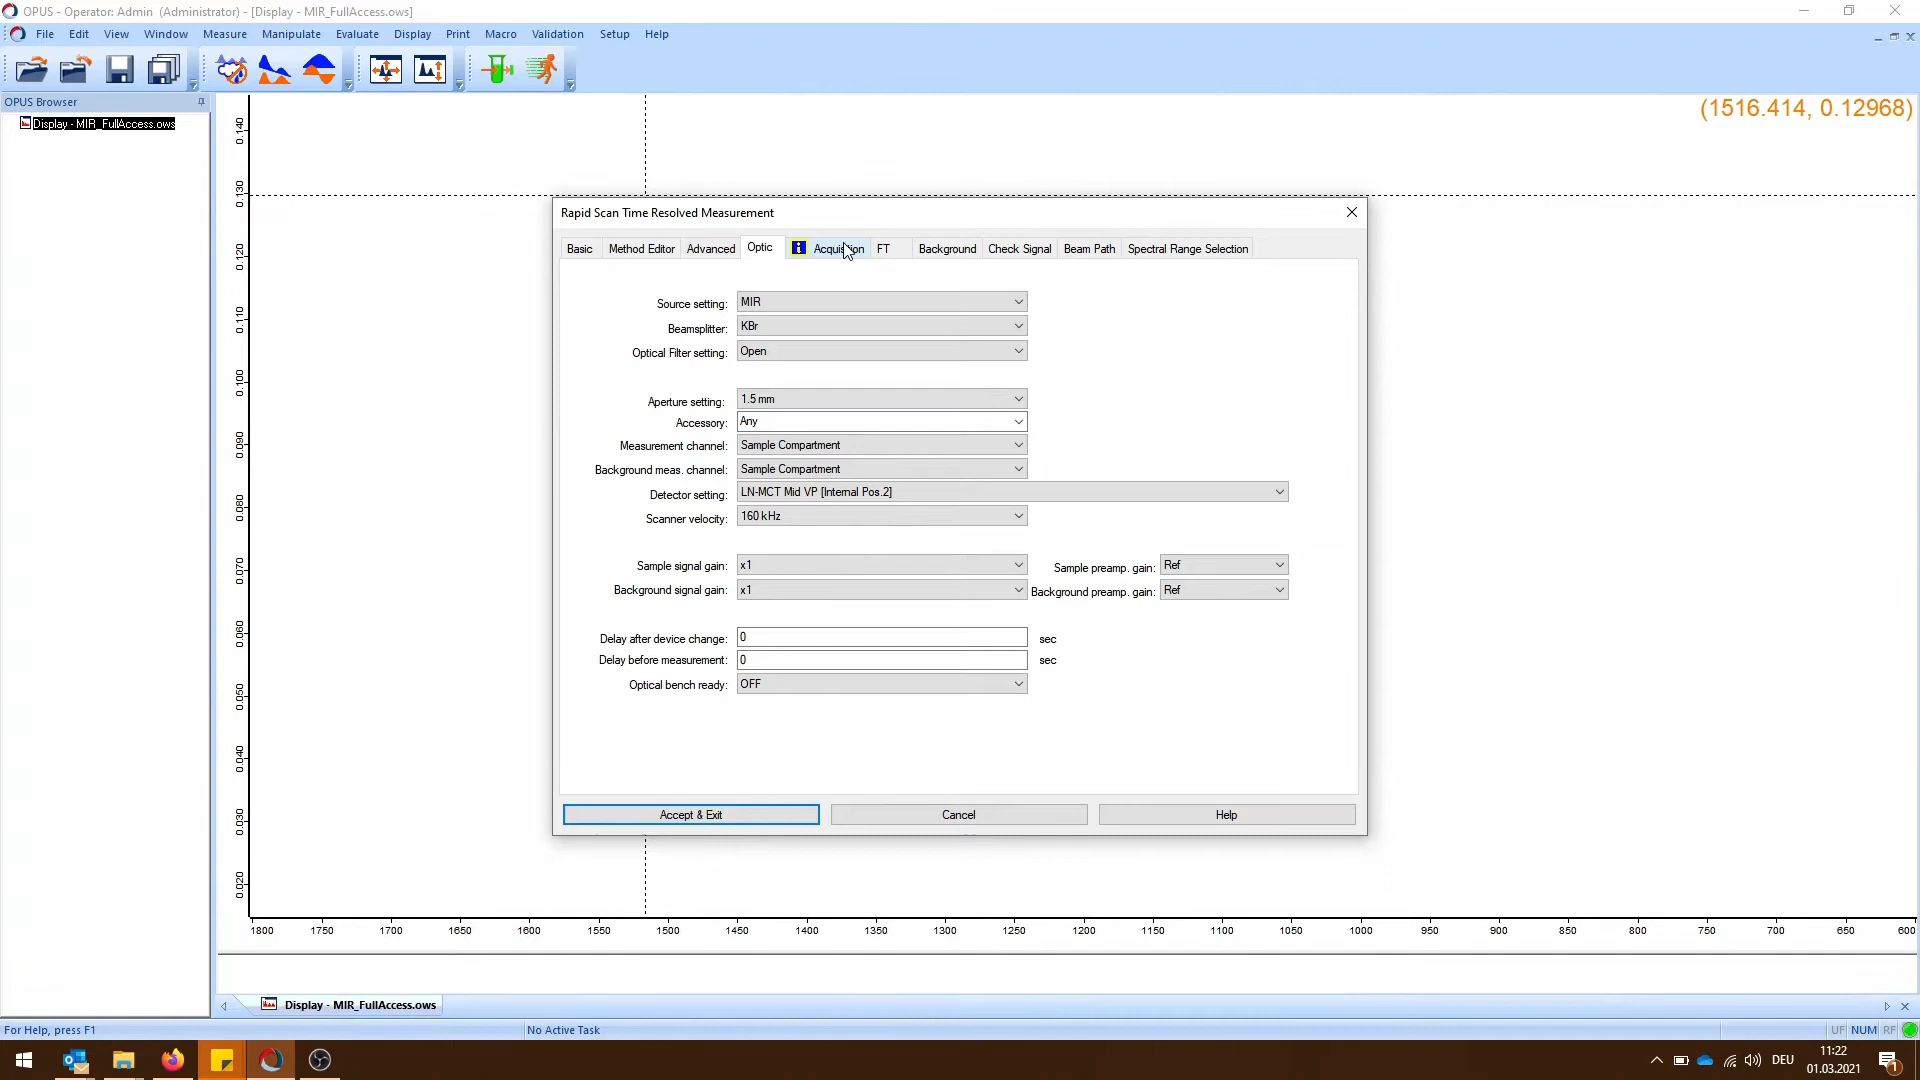 OPUS - Operator: Admin  (Administrator) - [Display - MIR_FullAccess.ows]
File Edit View Window Measure Manipulate Evaluate Display Print Macro Validation Setup Help
OPUS Browser
Display - MIR_FullAccess.ows
(1516.414, 0.12968)
0.140
0.130
0.120
0.110
0.100
0.090
0.080
0.070
0.060
0.050
0.040
0.030
0.020
Rapid Scan Time Resolved Measurement
Basic Method Editor Advanced Optic Acquisition FT Background Check Signal Beam Path Spectral Range Selection
Source setting: MIR
Beamsplitter: KBr
Optical Filter setting: Open
Aperture setting: 1.5 mm
Accessory: Any
Measurement channel: Sample Compartment
Background meas. channel: Sample Compartment
Detector setting: LN-MCT Mid VP [Internal Pos.2]
Scanner velocity: 160 kHz
Sample signal gain: x1 Sample preamp. gain: Ref
Background signal gain: x1 Background preamp. gain: Ref
Delay after device change: 0 sec
Delay before measurement: 0 sec
Optical bench ready: OFF
Accept & Exit Cancel Help
1800 1750 1700 1650 1600 1550 1500 1450 1400 1350 1300 1250 1200 1150 1100 1050 1000 950 900 850 800 750 700 650 600
Display - MIR_FullAccess.ows
For Help, press F1 No Active Task UF NUM RF
DEU 11:22
01.03.2021 1